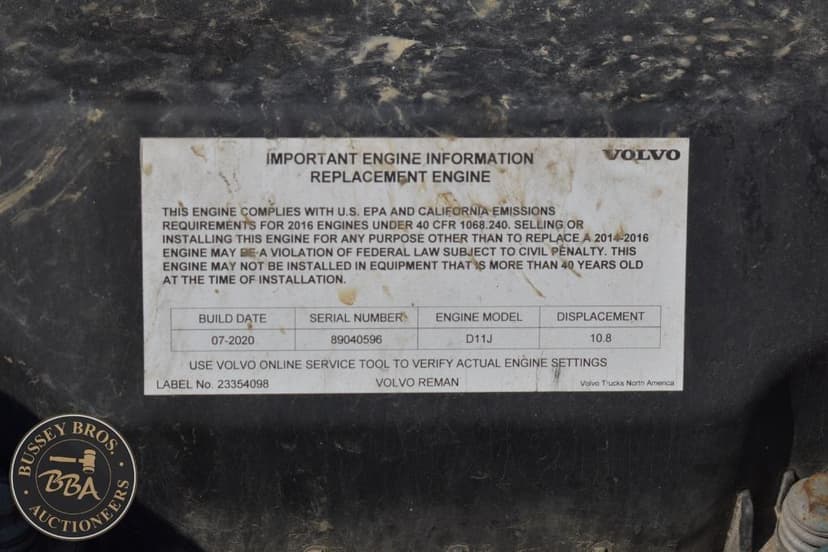 IMPORTANT ENGINE INFORMATION
VOLVO
REPLACEMENT ENGINE
THIS ENGINE COMPLIES WITH U.S. EPA AND CALIFORNIA EMISSIONS
REQUIREMENTS FOR 2016 ENGINES UNDER 40 CFR 1068.240. SELLING OR
INSTALLING THIS ENGINE FOR ANY PURPOSE OTHER THAN TO REPLACE A 2014-2016
ENGINE MAY BE A VIOLATION OF FEDERAL LAW SUBJECT TO CIVIL PENALTY. THIS
ENGINE MAY NOT BE INSTALLED IN EQUIPMENT THAT IS MORE THAN 40 YEARS OLD
AT THE TIME OF INSTALLATION.
BUILD DATE SERIAL NUMBER ENGINE MODEL DISPLACEMENT
07-2020 89040596 D11J 10.8
USE VOLVO ONLINE SERVICE TOOL TO VERIFY ACTUAL ENGINE SETTINGS
LABEL No. 23354098 VOLVO REMAN Volvo Trucks North America
BUSSEY BROS.
BBA
AUCTIONEERS